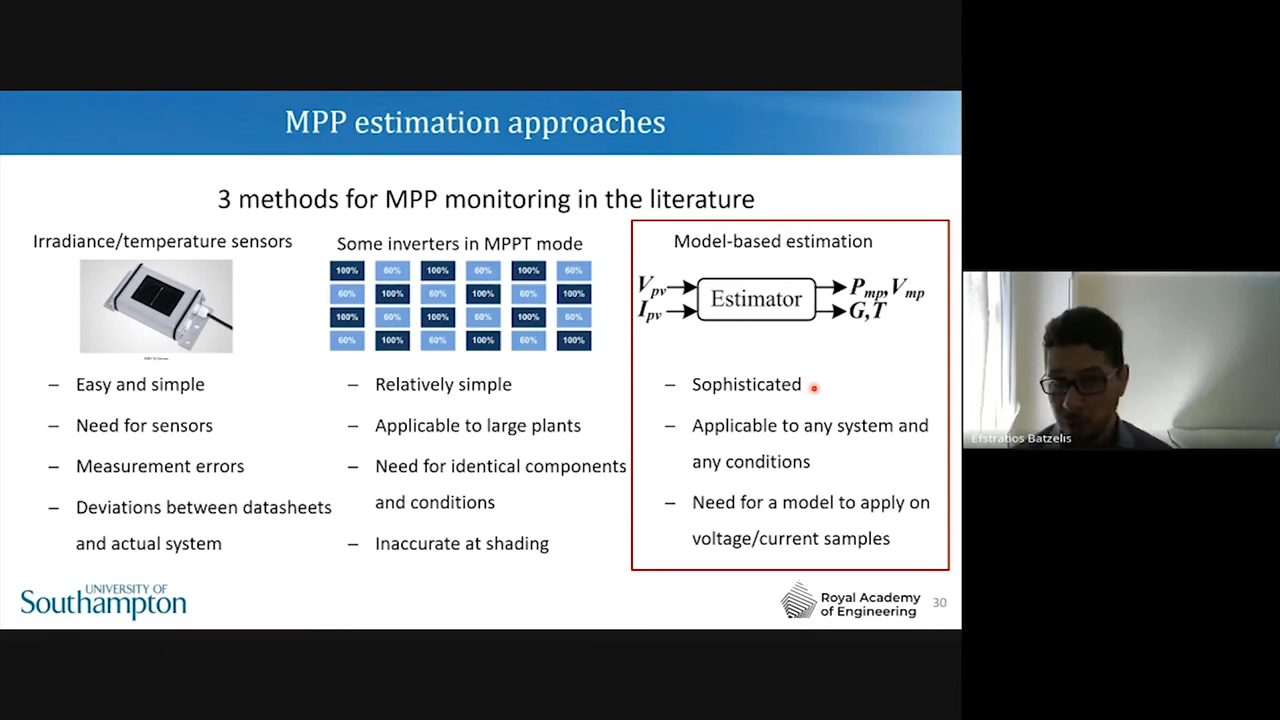 MPP estimation approaches
3 methods for MPP monitoring in the literature
Irradiance/temperature sensors
– Easy and simple
– Need for sensors
– Measurement errors
– Deviations between datasheets
and actual system
Some inverters in MPPT mode
100% 60% 100% 60% 100% 60%
60% 100% 60% 100% 60% 100%
100% 60% 100% 60% 100% 60%
60% 100% 60% 100% 60% 100%
– Relatively simple
– Applicable to large plants
– Need for identical components
and conditions
– Inaccurate at shading
Model-based estimation
Vpv
Ipv
Estimator
Pmp,Vmp
G,T
– Sophisticated
– Applicable to any system and
any conditions
– Need for a model to apply on
voltage/current samples
UNIVERSITY OF
Southampton
Royal Academy
of Engineering
30
Efstratios Batzelis